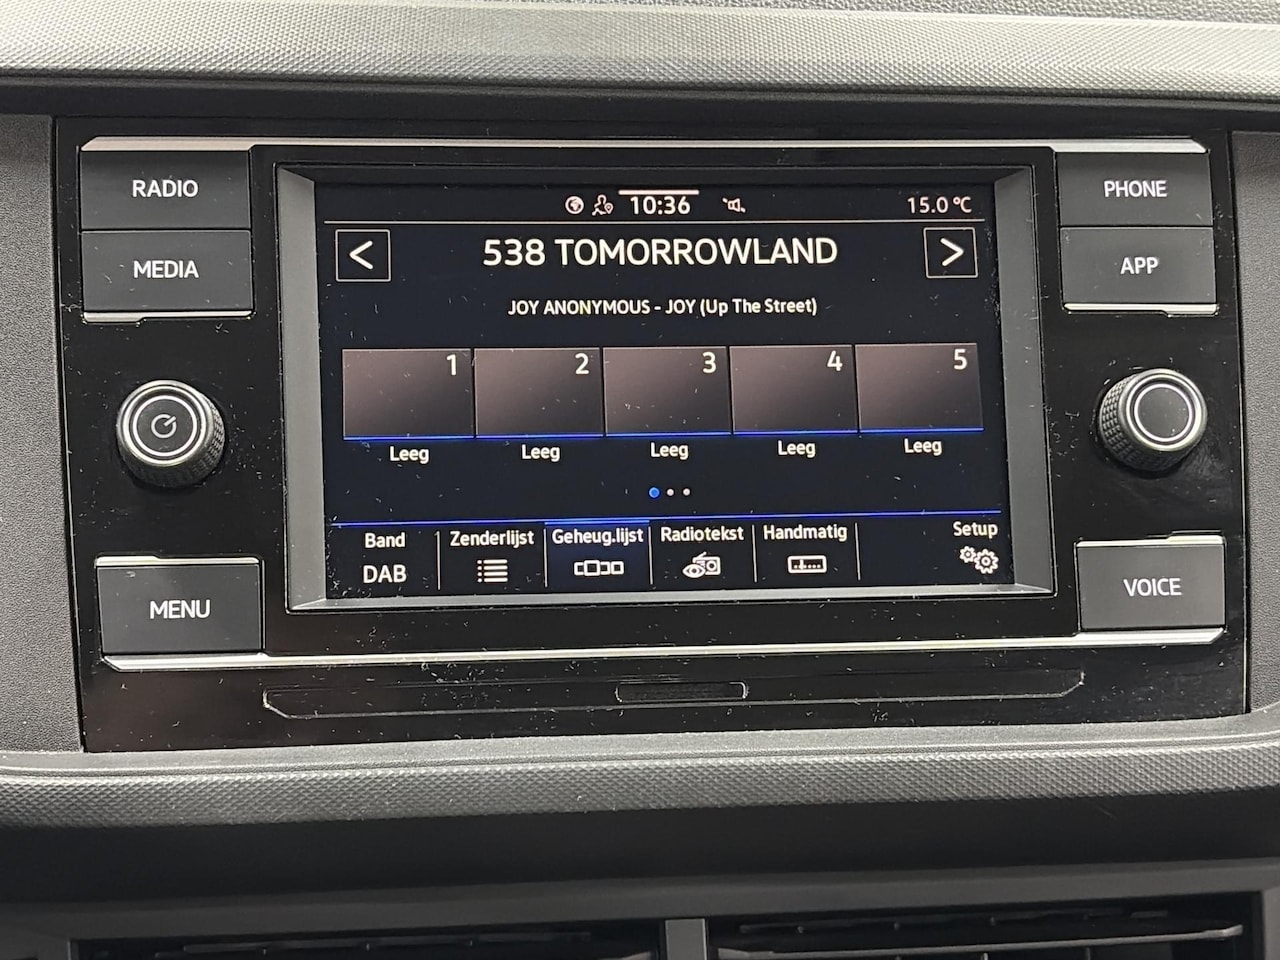 RADIO
MEDIA
MENU
10:36
15.0 °C
< 538 TOMORROWLAND >
JOY ANONYMOUS - JOY (Up The Street)
1 2 3 4 5
Leeg Leeg Leeg Leeg Leeg
Band Zenderlijst Geheug.lijst Radiotekst Handmatig Setup
DAB
PHONE
APP
VOICE